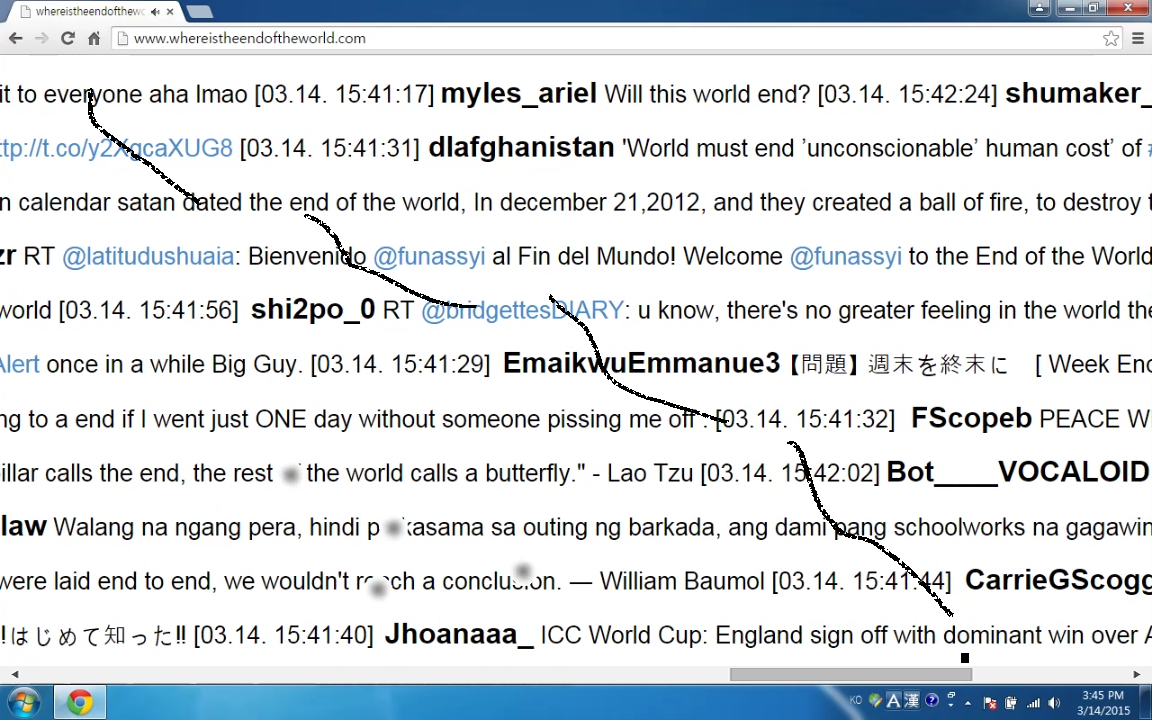 whereistheendoftheworld
www.whereistheendoftheworld.com
it to everyone aha lmao [03.14. 15:41:17] myles_ariel Will this world end? [03.14. 15:42:24] shumaker_
ttp://t.co/y2XgcaXUG8 [03.14. 15:41:31] dlafghanistan 'World must end 'unconscionable' human cost' of #
n calendar satan dated the end of the world, In december 21,2012, and they created a ball of fire, to destroy t
zr RT @latitudushuaia: Bienvenido @funassyi al Fin del Mundo! Welcome @funassyi to the End of the World
world [03.14. 15:41:56] shi2po_0 RT @bridgettesDIARY: u know, there's no greater feeling in the world the
Alert once in a while Big Guy. [03.14. 15:41:29] EmaikwuEmmanue3【問題】週末を終末に [ Week End
ng to a end if I went just ONE day without someone pissing me off . [03.14. 15:41:32] FScopeb PEACE WI
illar calls the end, the rest the world calls a butterfly." - Lao Tzu [03.14. 15:42:02] Bot____VOCALOID
law Walang na ngang pera, hindi pa kasama sa outing ng barkada, ang dami pang schoolworks na gagawin
were laid end to end, we wouldn't reach a conclusion. — William Baumol [03.14. 15:41:44] CarrieGScogg
!はじめて知った!! [03.14. 15:41:40] Jhoanaaa_ ICC World Cup: England sign off with dominant win over A
KO A 漢 3:45 PM
3/14/2015